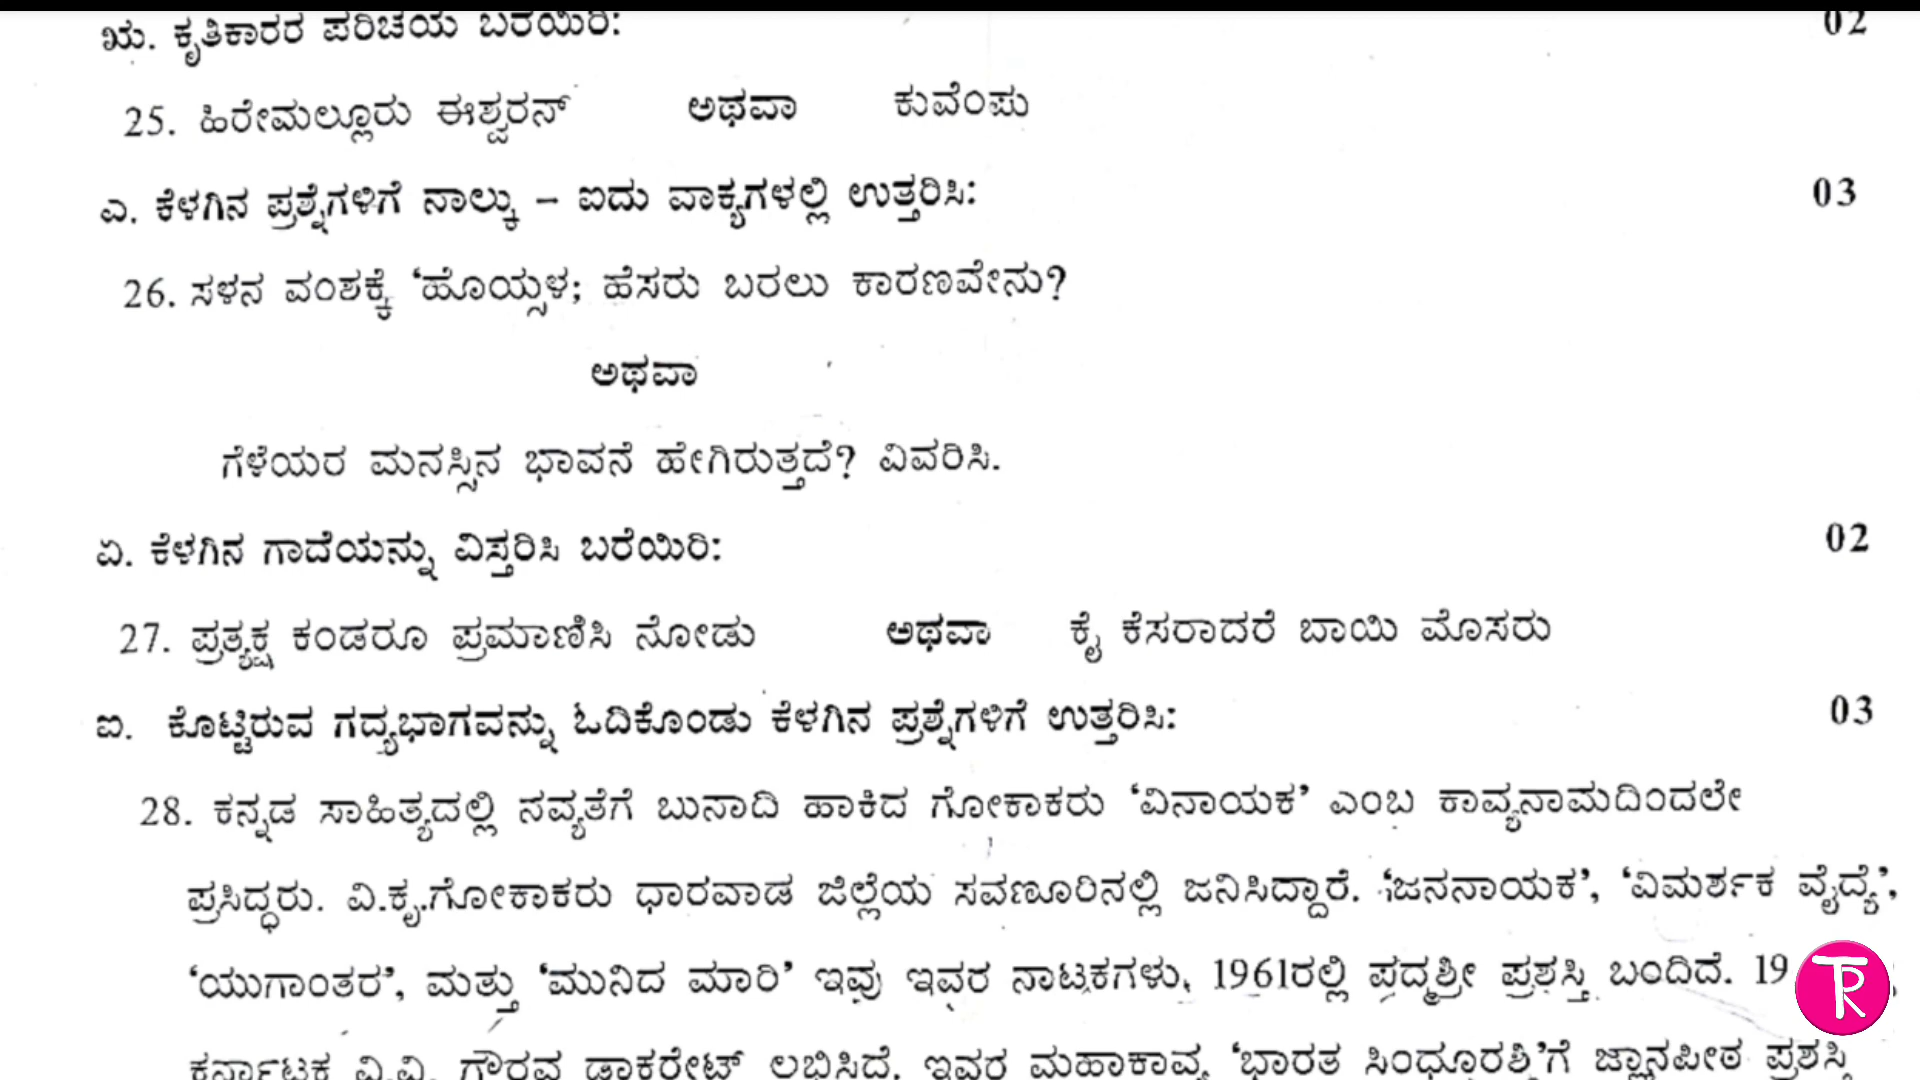 ಋ. ಕೃತಿಕಾರರ ಪರಿಚಯ ಬರೆಯಿರಿ: 02
25. ಹಿರೇಮಲ್ಲೂರು ಈಶ್ವರನ್ ಅಥವಾ ಕುವೆಂಪು
ಎ. ಕೆಳಗಿನ ಪ್ರಶ್ನೆಗಳಿಗೆ ನಾಲ್ಕು – ಐದು ವಾಕ್ಯಗಳಲ್ಲಿ ಉತ್ತರಿಸಿ: 03
26. ಸಳನ ವಂಶಕ್ಕೆ ‘ಹೊಯ್ಸಳ; ಹೆಸರು ಬರಲು ಕಾರಣವೇನು?
ಅಥವಾ
ಗೆಳೆಯರ ಮನಸ್ಸಿನ ಭಾವನೆ ಹೇಗಿರುತ್ತದೆ? ವಿವರಿಸಿ.
ಏ. ಕೆಳಗಿನ ಗಾದೆಯನ್ನು ವಿಸ್ತರಿಸಿ ಬರೆಯಿರಿ: 02
27. ಪ್ರತ್ಯಕ್ಷ ಕಂಡರೂ ಪ್ರಮಾಣಿಸಿ ನೋಡು ಅಥವಾ ಕೈ ಕೆಸರಾದರೆ ಬಾಯಿ ಮೊಸರು
ಐ. ಕೊಟ್ಟಿರುವ ಗದ್ಯಭಾಗವನ್ನು ಓದಿಕೊಂಡು ಕೆಳಗಿನ ಪ್ರಶ್ನೆಗಳಿಗೆ ಉತ್ತರಿಸಿ: 03
28. ಕನ್ನಡ ಸಾಹಿತ್ಯದಲ್ಲಿ ನವ್ಯತೆಗೆ ಬುನಾದಿ ಹಾಕಿದ ಗೋಕಾಕರು ‘ವಿನಾಯಕ’ ಎಂಬ ಕಾವ್ಯನಾಮದಿಂದಲೇ
ಪ್ರಸಿದ್ಧರು. ವಿ.ಕೃ.ಗೋಕಾಕರು ಧಾರವಾಡ ಜಿಲ್ಲೆಯ ಸವಣೂರಿನಲ್ಲಿ ಜನಿಸಿದ್ದಾರೆ. ‘ಜನನಾಯಕ’, ‘ವಿಮರ್ಶಕ ವೈದ್ಯೆ’,
‘ಯುಗಾಂತರ’, ಮತ್ತು ‘ಮುನಿದ ಮಾರಿ’ ಇವು ಇವರ ನಾಟಕಗಳು, 1961ರಲ್ಲಿ ಪದ್ಮಶ್ರೀ ಪ್ರಶಸ್ತಿ ಬಂದಿದೆ. 19
ಕರ್ನಾಟಕ ವಿ.ವಿ. ಗೌರವ ಡಾಕ್ಟರೇಟ್ ಲಭಿಸಿದೆ. ಇವರ ಮಹಾಕಾವ್ಯ ‘ಭಾರತ ಸಿಂಧೂರಶ್ಮಿ’ಗೆ ಜ್ಞಾನಪೀಠ ಪ್ರಶಸ್ತಿ